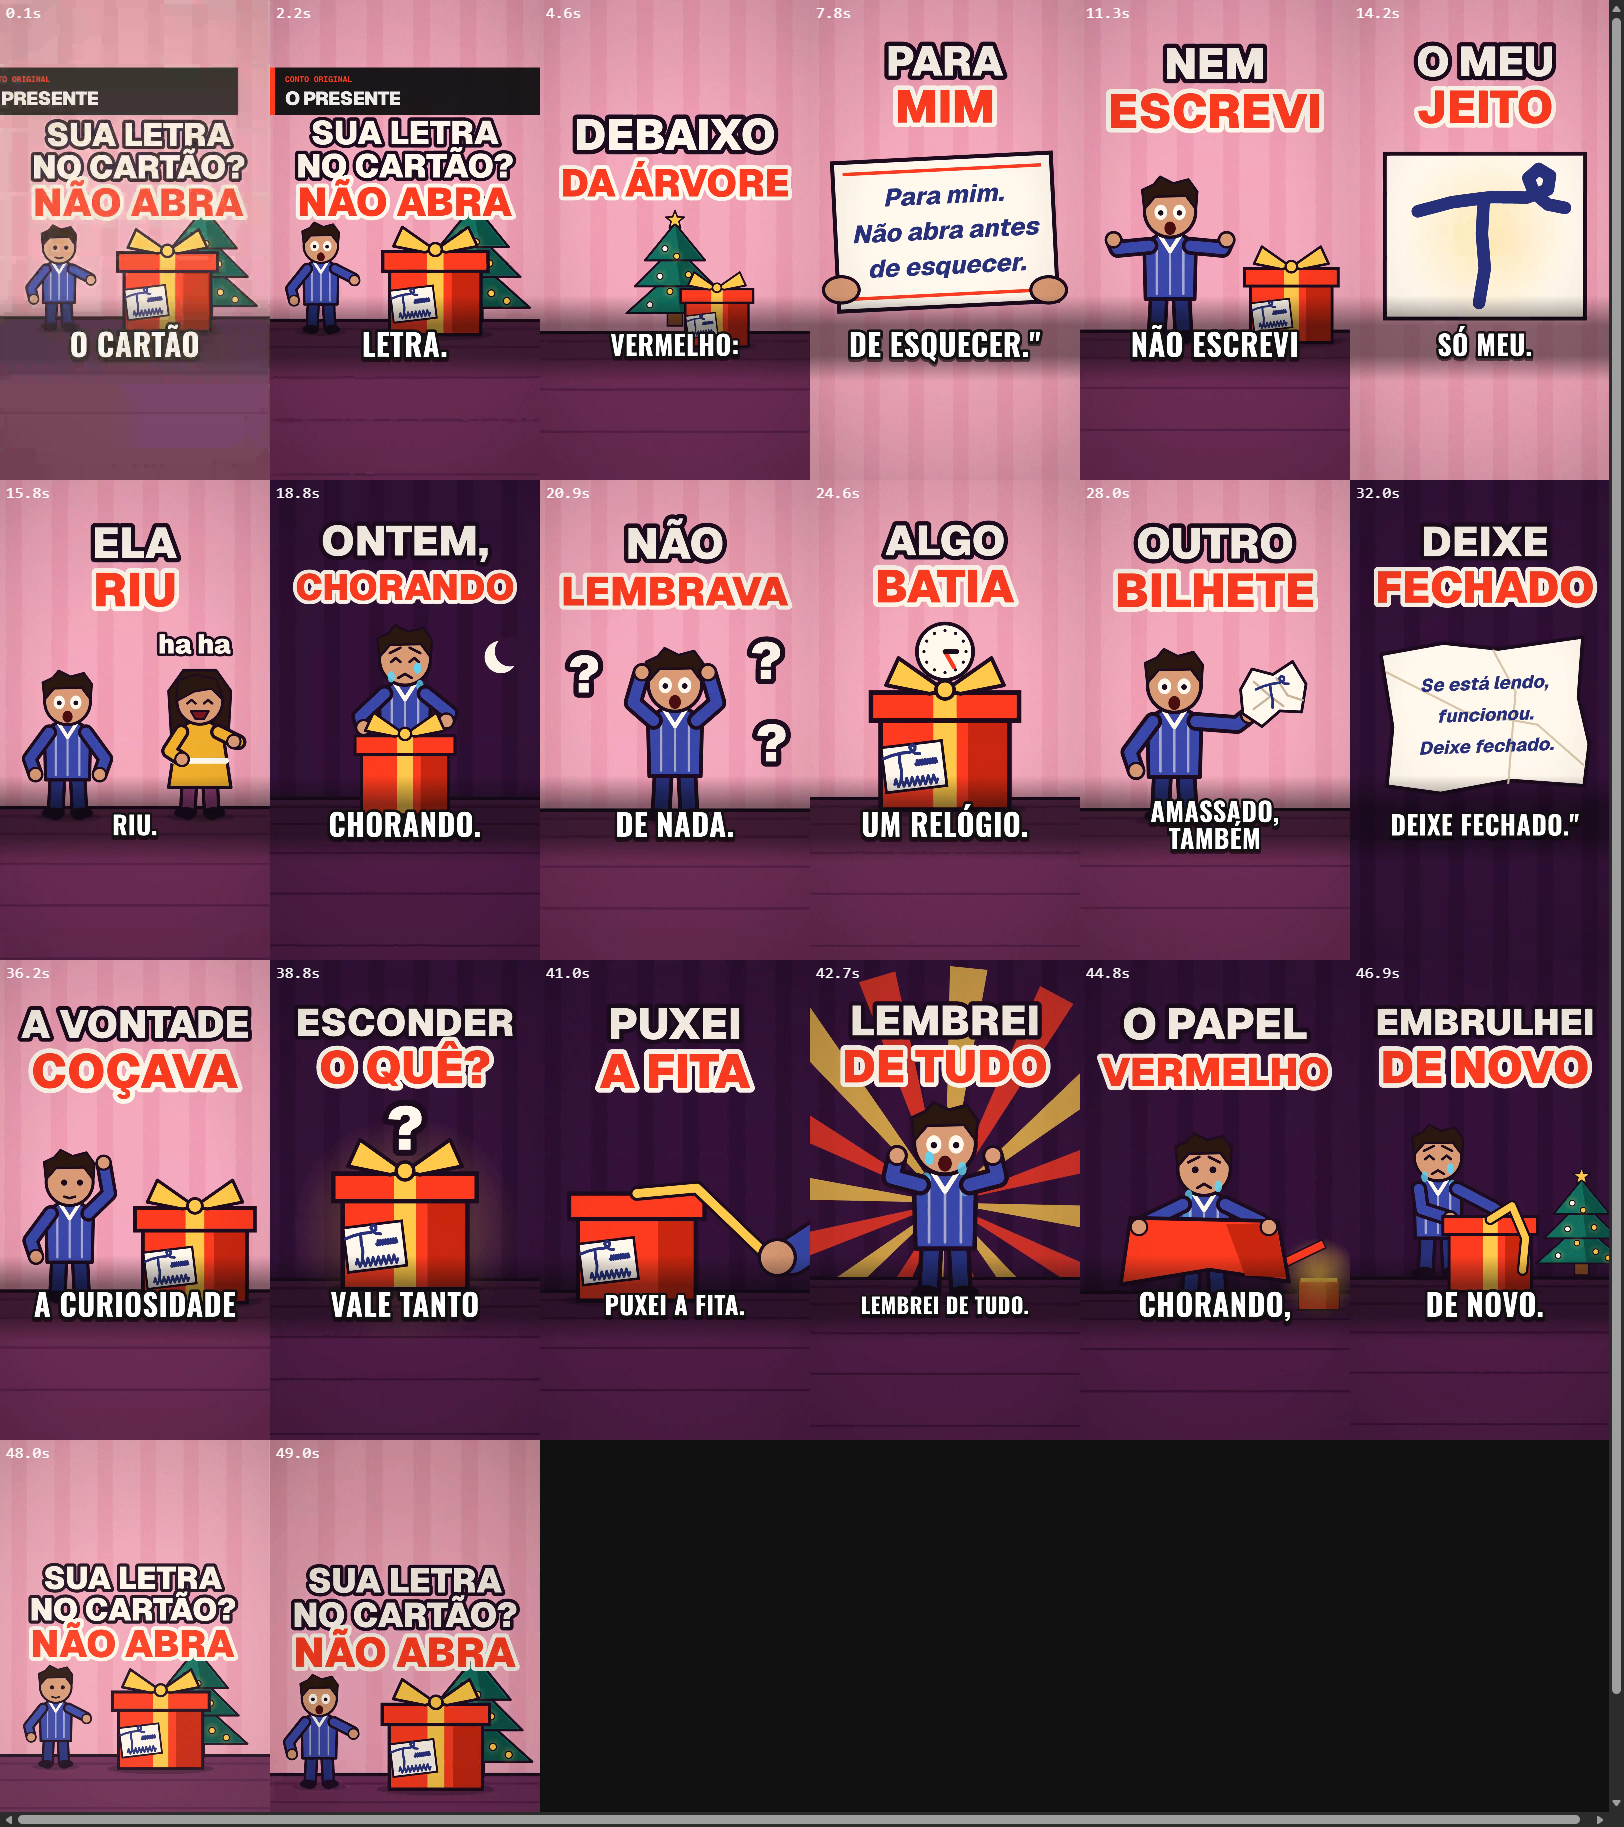 0.1s
TO ORIGINAL
PRESENTE
SUA LETRA
NO CARTÃO?
NÃO ABRA
O CARTÃO
2.2s
CONTO ORIGINAL
O PRESENTE
SUA LETRA
NO CARTÃO?
NÃO ABRA
LETRA.
4.6s
DEBAIXO
DA ÁRVORE
VERMELHO:
7.8s
PARA
MIM
Para mim.
Não abra antes
de esquecer.
DE ESQUECER."
11.3s
NEM
ESCREVI
NÃO ESCREVI
14.2s
O MEU
JEITO
SÓ MEU.
15.8s
ELA
RIU
ha ha
RIU.
18.8s
ONTEM,
CHORANDO
CHORANDO.
20.9s
NÃO
LEMBRAVA
?
?
?
DE NADA.
24.6s
ALGO
BATIA
UM RELÓGIO.
28.0s
OUTRO
BILHETE
AMASSADO,
TAMBÉM
32.0s
DEIXE
FECHADO
Se está lendo,
funcionou.
Deixe fechado.
DEIXE FECHADO."
36.2s
A VONTADE
COÇAVA
A CURIOSIDADE
38.8s
ESCONDER
O QUÊ?
?
VALE TANTO
41.0s
PUXEI
A FITA
PUXEI A FITA.
42.7s
LEMBREI
DE TUDO
LEMBREI DE TUDO.
44.8s
O PAPEL
VERMELHO
CHORANDO,
46.9s
EMBRULHEI
DE NOVO
DE NOVO.
48.0s
SUA LETRA
NO CARTÃO?
NÃO ABRA
49.0s
SUA LETRA
NO CARTÃO?
NÃO ABRA